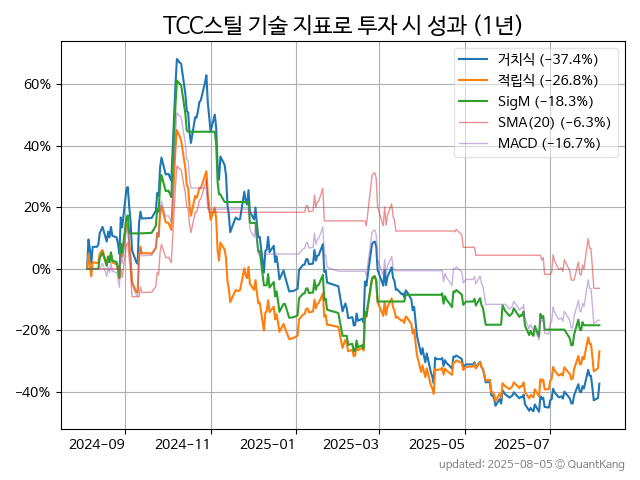 TCC스틸 기술 지표로 투자 시 성과 (1년)
거치식 (−37.4%)
적립식 (−26.8%)
SigM (−18.3%)
SMA(20) (−6.3%)
MACD (−16.7%)
60%
40%
20%
0%
−20%
−40%
2024−09
2024−11
2025−01
2025−03
2025−05
2025−07
updated: 2025−08−05 © QuantKang